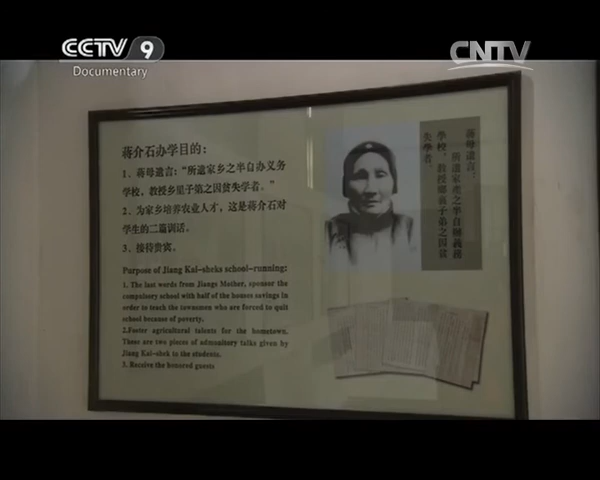 CCTV 9
Documentary
CNTV
蒋介石办学目的：
1、蒋母遗言：“所遗家乡之半自办义务
学校，教授乡里子第之因贫失学者。”
2、为家乡培养农业人才，这是蒋介石对
学生的二篇训话。
3、接待贵宾。
Purpose of Jiang Kai-sheks school-running:
1. The last words from Jiangs Mother, sponsor the
compulsory school with half of the houses savings in
order to teach the townsmen who are forced to quit
school because of poverty.
2.Foster agricultural talents for the hometown.
These are two pieces of admonitory talks given by
Jiang Kai-shek to the students.
3. Receive the honored guests
蒋母遗言：
所遺家產之半自辦義務
學校，教授鄉裏子弟之因貧
失學者。